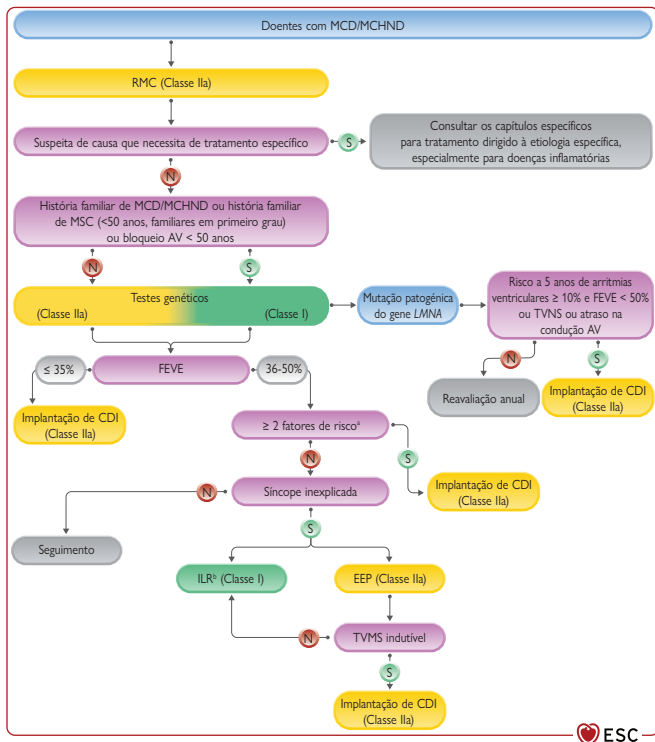 Doentes com MCD/MCHND
RMC (Classe IIa)
Suspeita de causa que necessita de tratamento específico
S
Consultar os capítulos específicos
para tratamento dirigido à etiologia específica,
especialmente para doenças inflamatórias
N
História familiar de MCD/MCHND ou história familiar
de MSC (<50 anos, familiares em primeiro grau)
ou bloqueio AV < 50 anos
N
S
Testes genéticos
(Classe IIa)
(Classe I)
Mutação patogénica
do gene LMNA
Risco a 5 anos de arritmias
ventriculares ≥ 10% e FEVE < 50%
ou TVNS ou atraso na
condução AV
N
S
Reavaliação anual
Implantação de CDI
(Classe IIa)
≤ 35%
FEVE
36-50%
Implantação de CDI
(Classe IIa)
≥ 2 fatores de riscoª
N
S
Implantação de CDI
(Classe IIa)
Síncope inexplicada
N
S
Seguimento
ILRᵇ (Classe I)
EEP (Classe IIa)
N
TVMS indutível
S
Implantação de CDI
(Classe IIa)
ESC